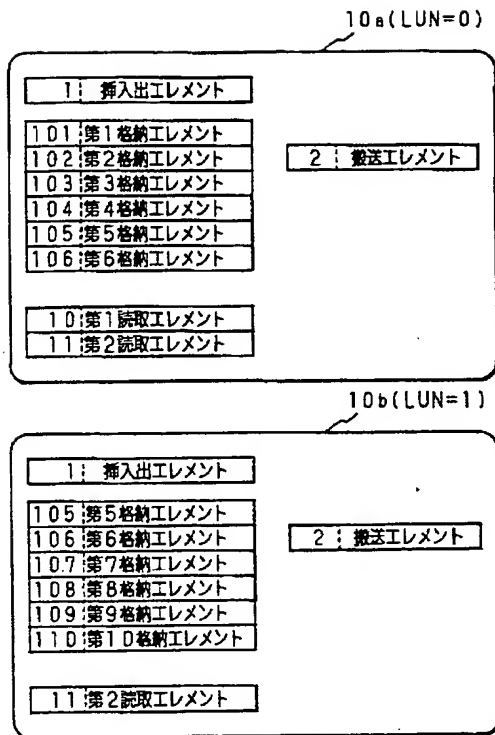 10a(LUN=0)
1 挿入出エレメント
101 第1格納エレメント
102 第2格納エレメント
2 搬送エレメント
103 第3格納エレメント
104 第4格納エレメント
105 第5格納エレメント
106 第6格納エレメント
10 第1読取エレメント
11 第2読取エレメント
10b(LUN=1)
1 挿入出エレメント
105 第5格納エレメント
106 第6格納エレメント
2 搬送エレメント
107 第7格納エレメント
108 第8格納エレメント
109 第9格納エレメント
110 第10格納エレメント
11 第2読取エレメント